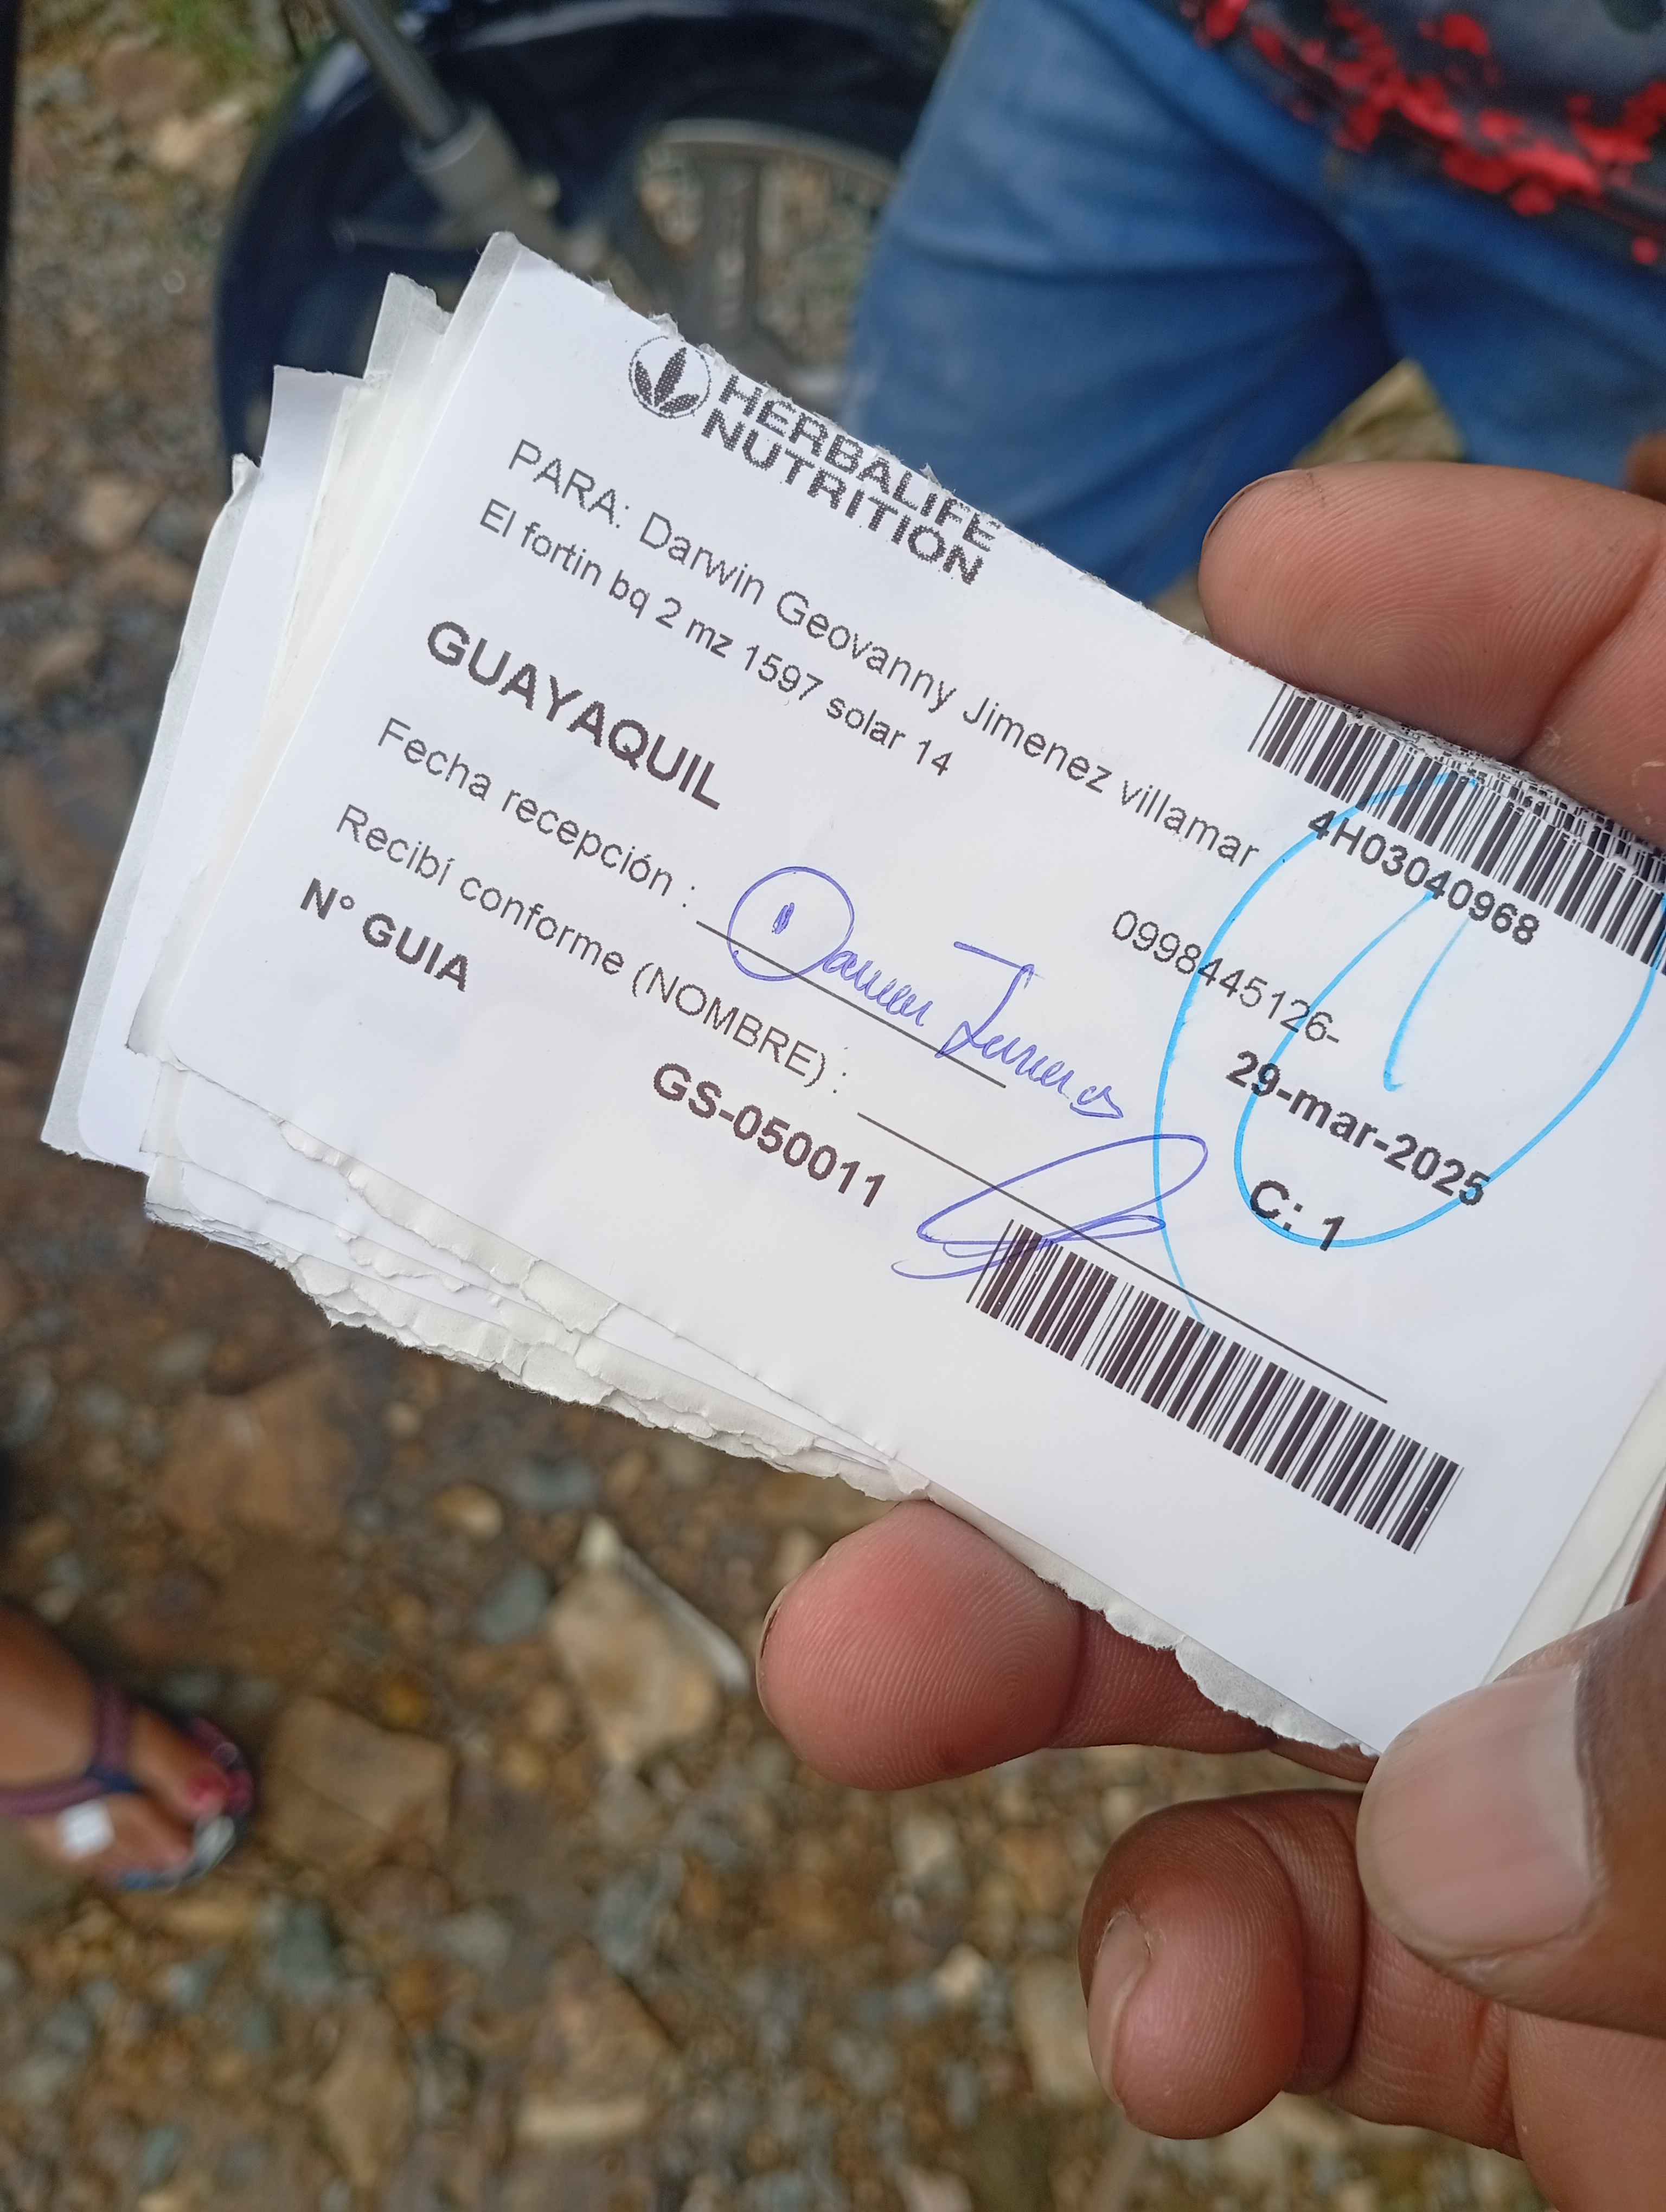 HERBALIFE
NUTRITION
PARA: Darwin Geovanny Jimenez villamar
El fortin bq 2 mz 1597 solar 14
4H03040968
GUAYAQUIL
0998445126-
Fecha recepción :
29-mar-2025
Recibí conforme (NOMBRE) :
C: 1
N° GUIA
GS-050011